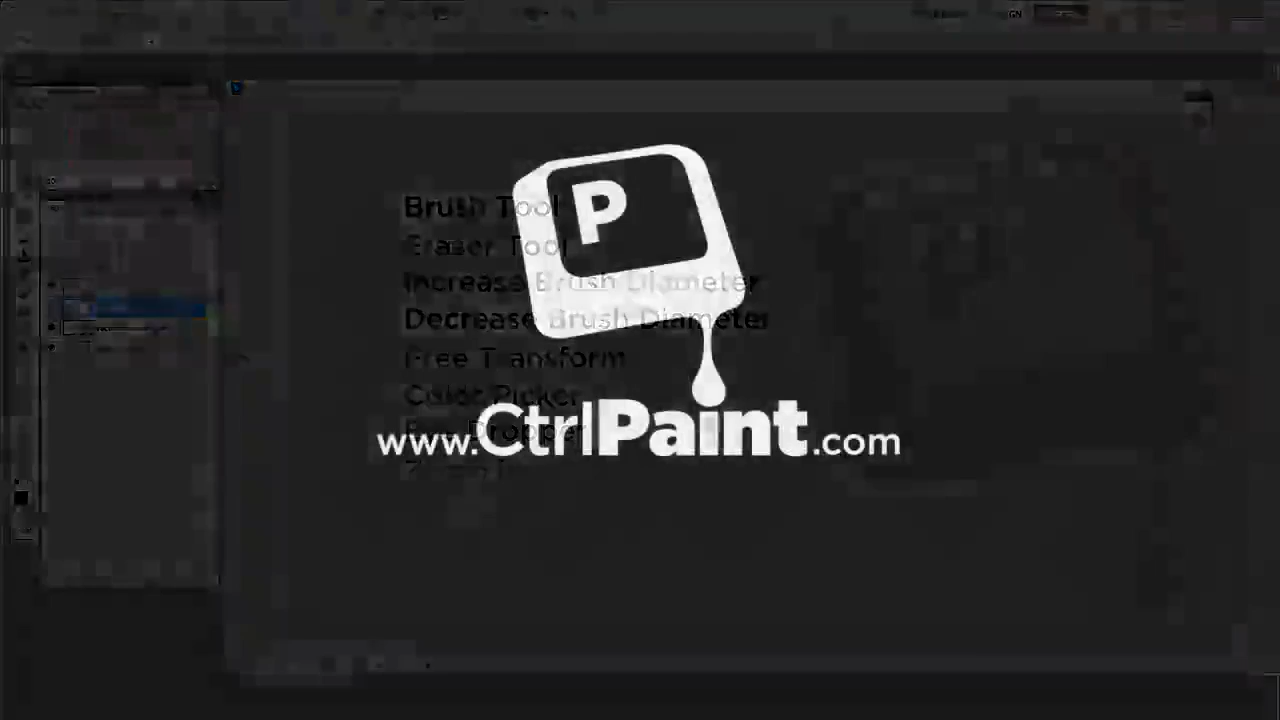 P
Brush Tool
Eraser Tool
Increase Brush Diameter
Decrease Brush Diameter
Free Transform
Color Picker
www.CtrlPaint.com